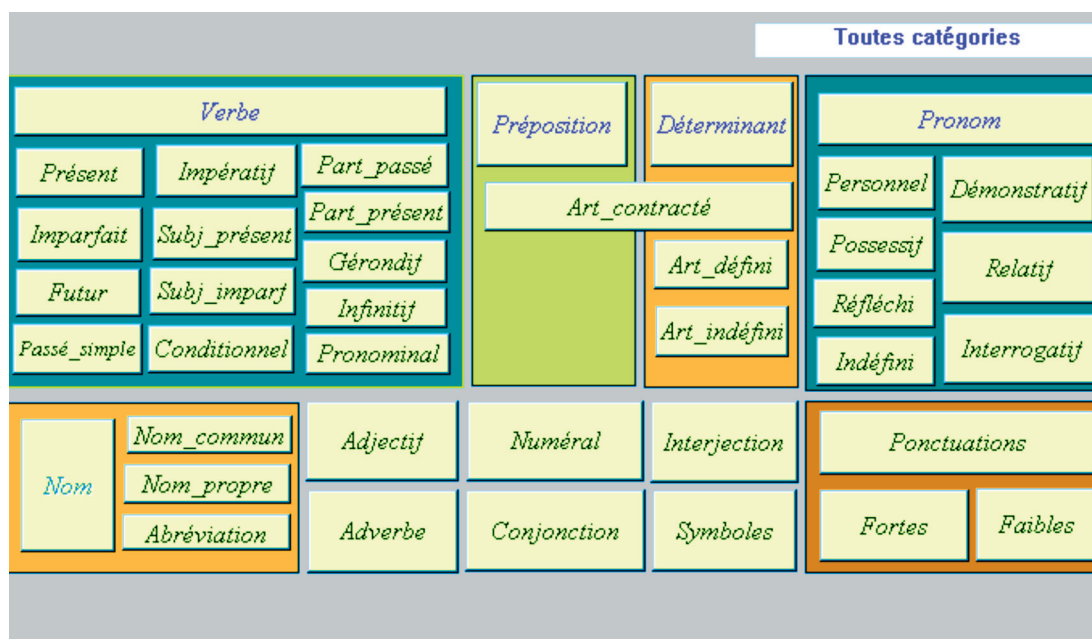 Toutes catégories
Verbe
Présent
Impératif
Part_passé
Imparfait
Subj_présent
Part_présent
Futur
Subj_imparf
Gérondif
Infinitif
Passé_simple
Conditionnel
Pronominal
Préposition
Déterminant
Art_contracté
Art_défini
Art_indéfini
Pronom
Personnel
Démonstratif
Possessif
Relatif
Réfléchi
Indéfini
Interrogatif
Nom
Nom_commun
Nom_propre
Abréviation
Adjectif
Numéral
Interjection
Adverbe
Conjonction
Symboles
Ponctuations
Fortes
Faibles